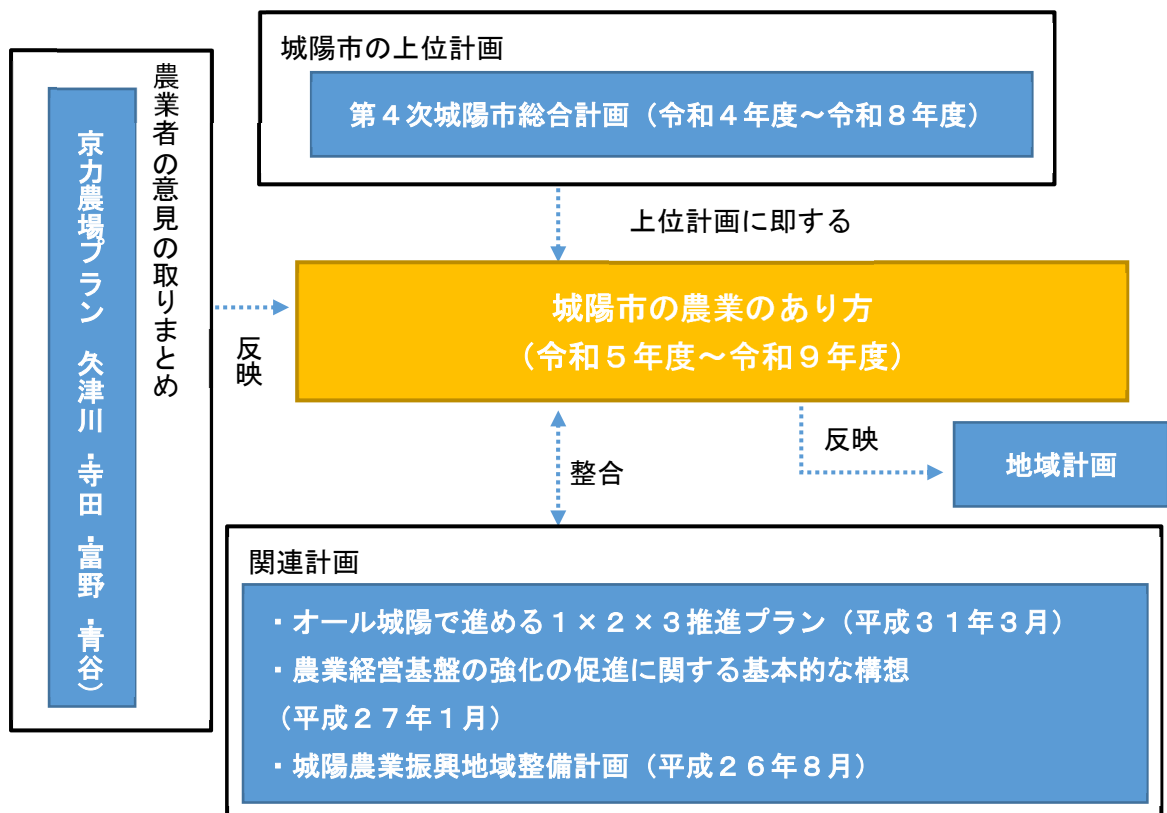 城陽市の上位計画
第４次城陽市総合計画（令和４年度～令和８年度）
農業者の意見の取りまとめ
京力農場プラン　久津川・寺田・富野・青谷）
上位計画に即する
城陽市の農業のあり方
（令和５年度～令和９年度）
反映
反映
地域計画
整合
関連計画
・オール城陽で進める１×２×３推進プラン（平成３１年３月）
・農業経営基盤の強化の促進に関する基本的な構想
（平成２７年１月）
・城陽農業振興地域整備計画（平成２６年８月）